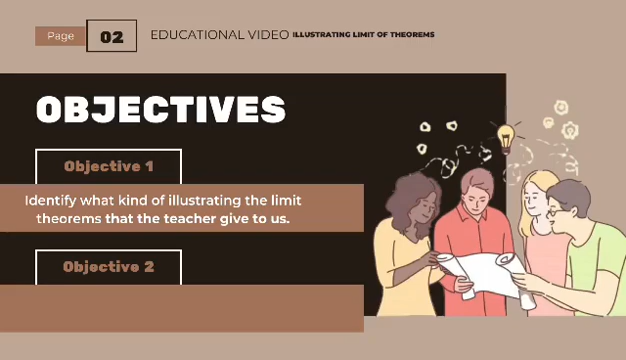 Page 02 EDUCATIONAL VIDEO ILLUSTRATING LIMIT OF THEOREMS
OBJECTIVES
Objective 1
Identify what kind of illustrating the limit
theorems that the teacher give to us.
Objective 2